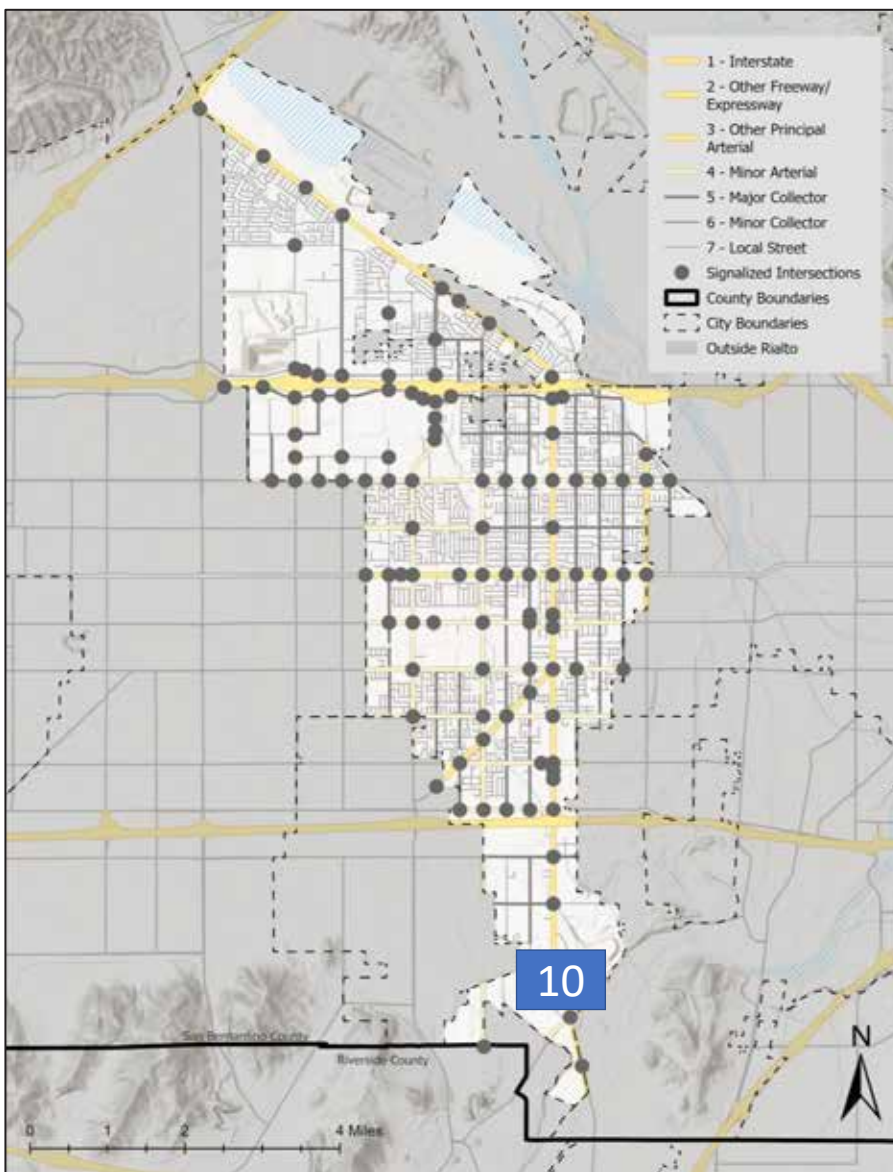 1 - Interstate
2 - Other Freeway/
Expressway
3 - Other Principal
Arterial
4 - Minor Arterial
5 - Major Collector
6 - Minor Collector
7 - Local Street
Signalized Intersections
County Boundaries
City Boundaries
Outside Rialto
10
San Bernardino County
Riverside County
N
0 2 4 Miles